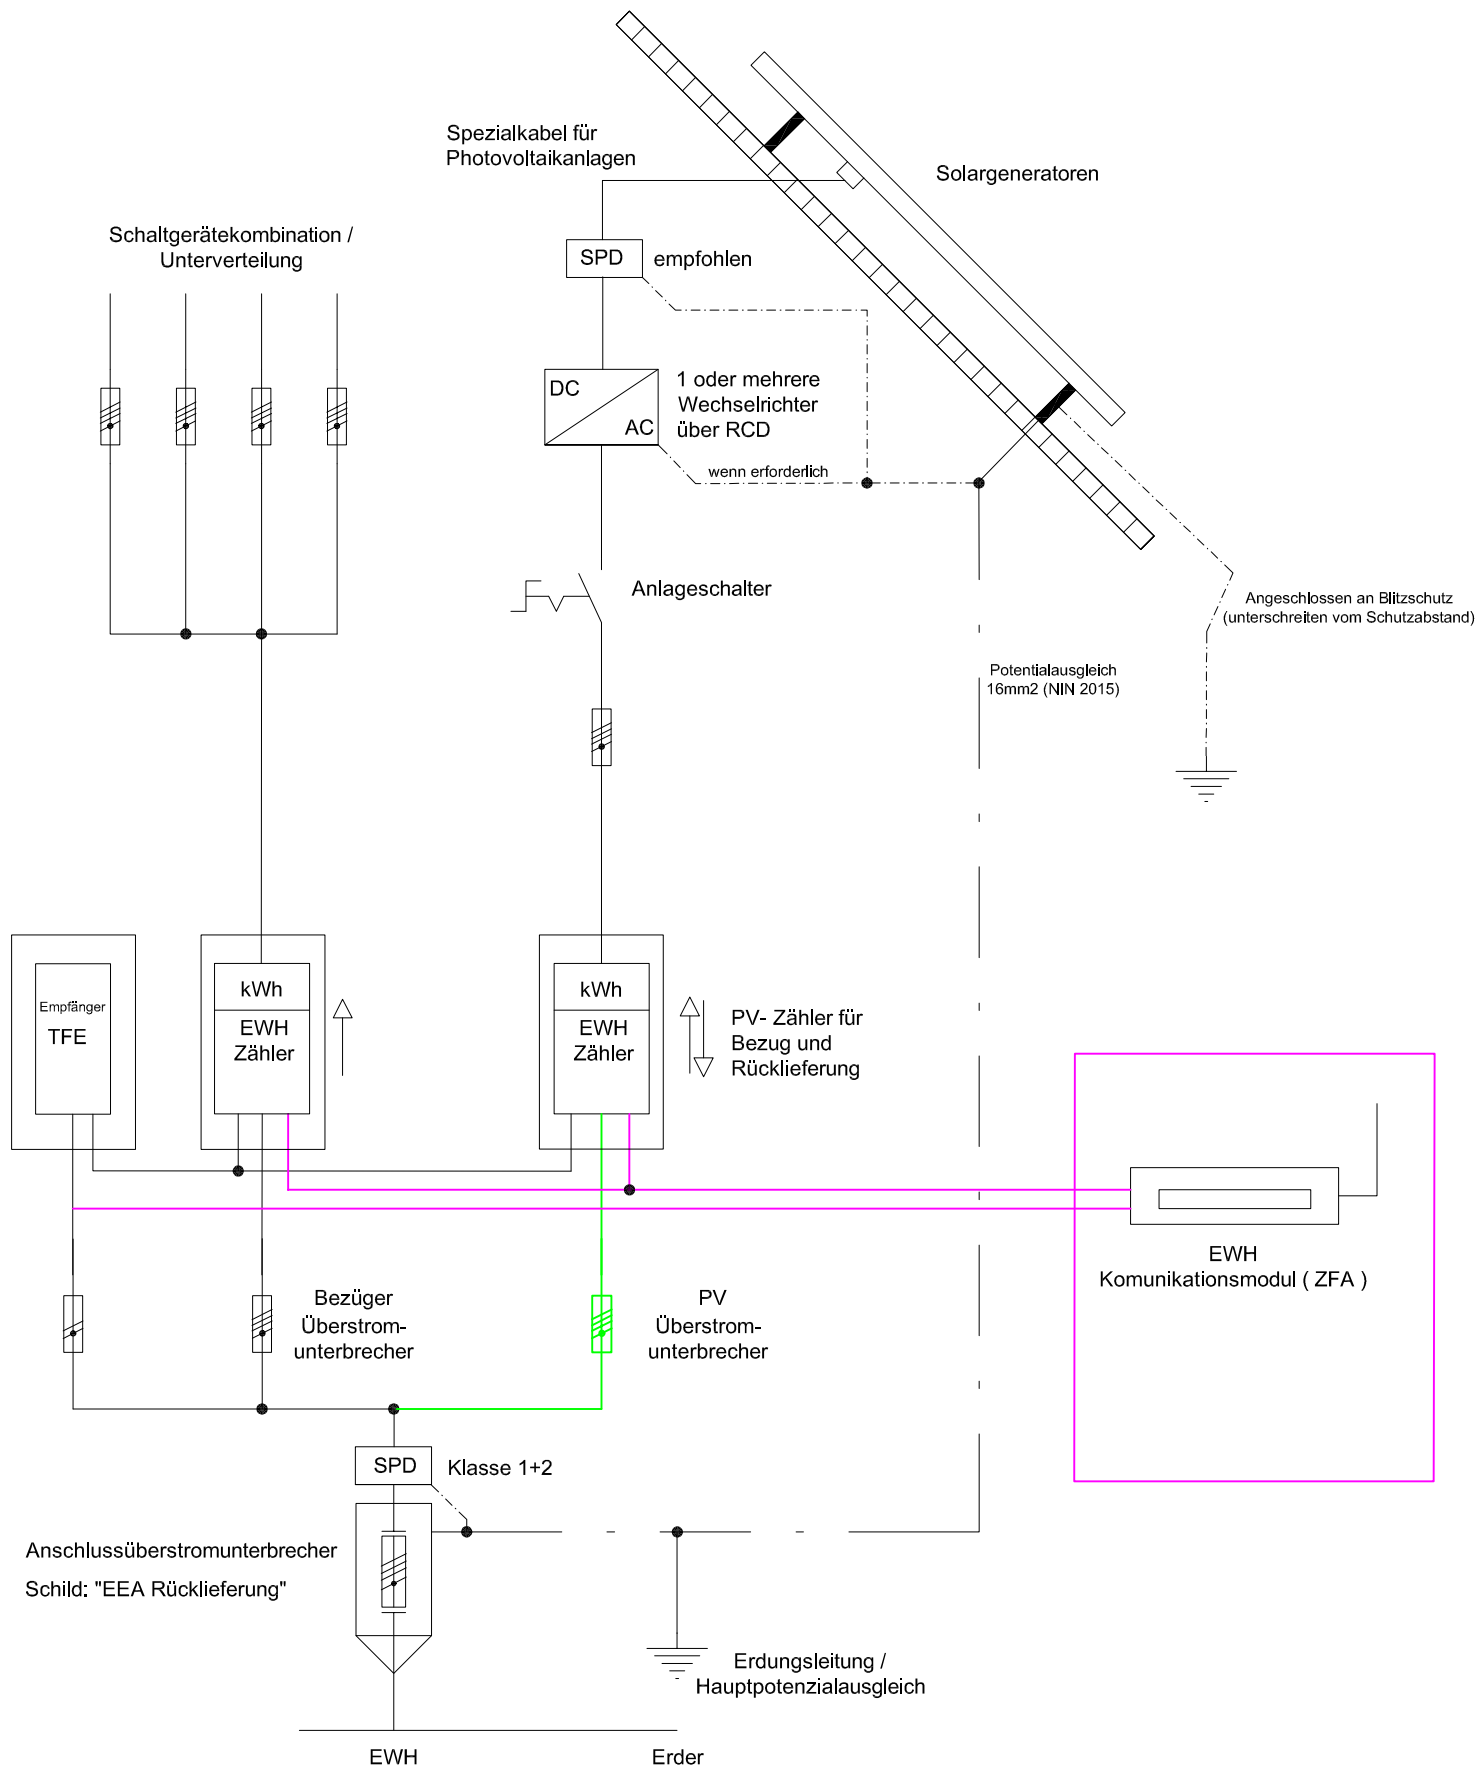 Spezialkabel für
Photovoltaikanlagen
Solargeneratoren
Schaltgerätekombination /
Unterverteilung
SPD
empfohlen
DC
AC
1 oder mehrere
Wechselrichter
über RCD
wenn erforderlich
Anlageschalter
Angeschlossen an Blitzschutz
(unterschreiten vom Schutzabstand)
Potentialausgleich
16mm2 (NIN 2015)
Empfänger
TFE
kWh
EWH
Zähler
kWh
EWH
Zähler
PV- Zähler für
Bezug und
Rücklieferung
EWH
Komunikationsmodul ( ZFA )
Bezüger
Überstrom-
unterbrecher
PV
Überstrom-
unterbrecher
SPD
Klasse 1+2
Anschlussüberstromunterbrecher
Schild: "EEA Rücklieferung"
Erdungsleitung /
Hauptpotenzialausgleich
EWH
Erder